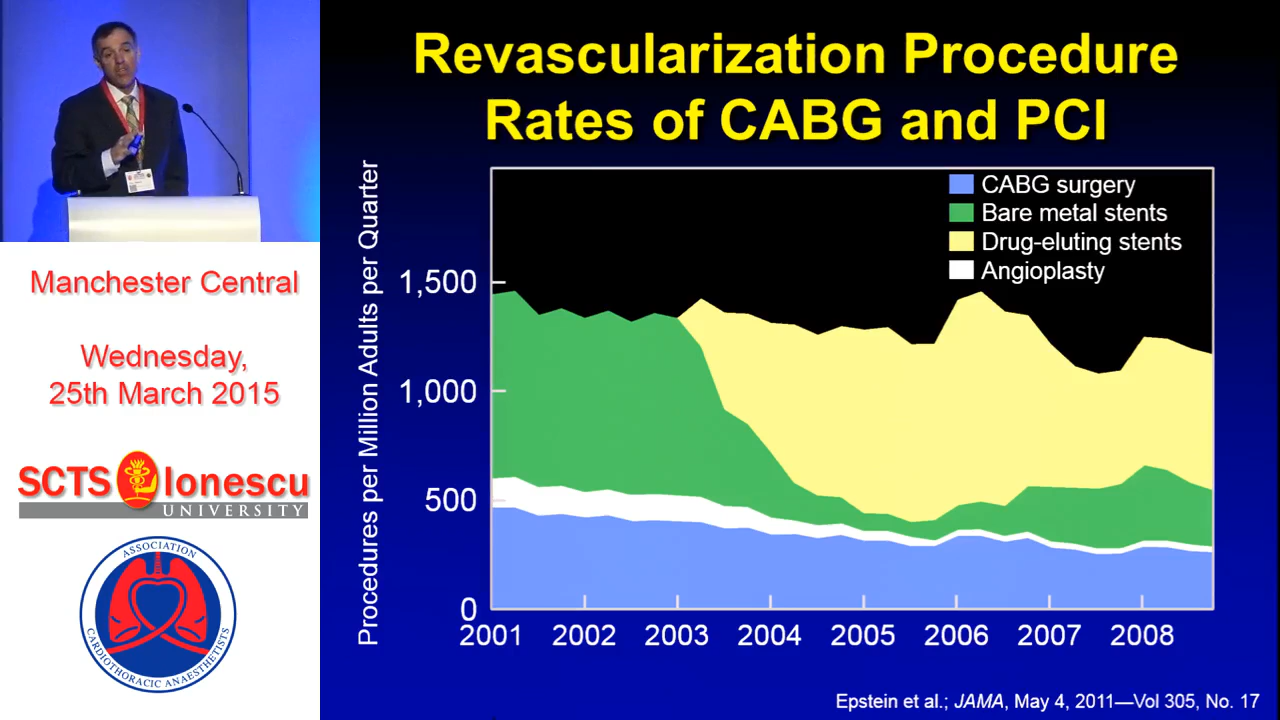 Revascularization Procedure
Rates of CABG and PCI
Manchester Central
Wednesday,
25th March 2015
SCTS Ionescu
UNIVERSITY
ASSOCIATION
CARDIOTHORACIC ANAESTHETISTS
Procedures per Million Adults per Quarter
CABG surgery
Bare metal stents
Drug-eluting stents
Angioplasty
1,500
1,000
500
0
2001 2002 2003 2004 2005 2006 2007 2008
Epstein et al.; JAMA, May 4, 2011—Vol 305, No. 17